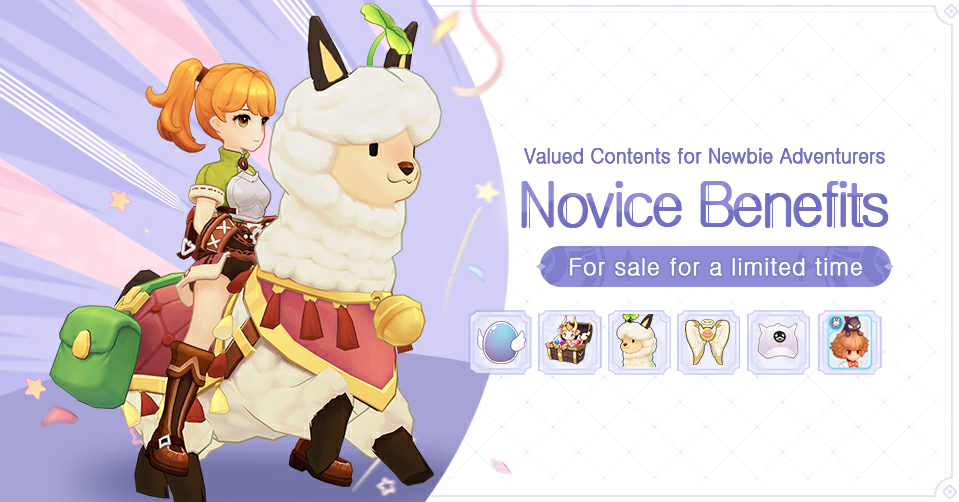 Valued Contents for Newbie Adventurers
Novice Benefits
For sale for a limited time